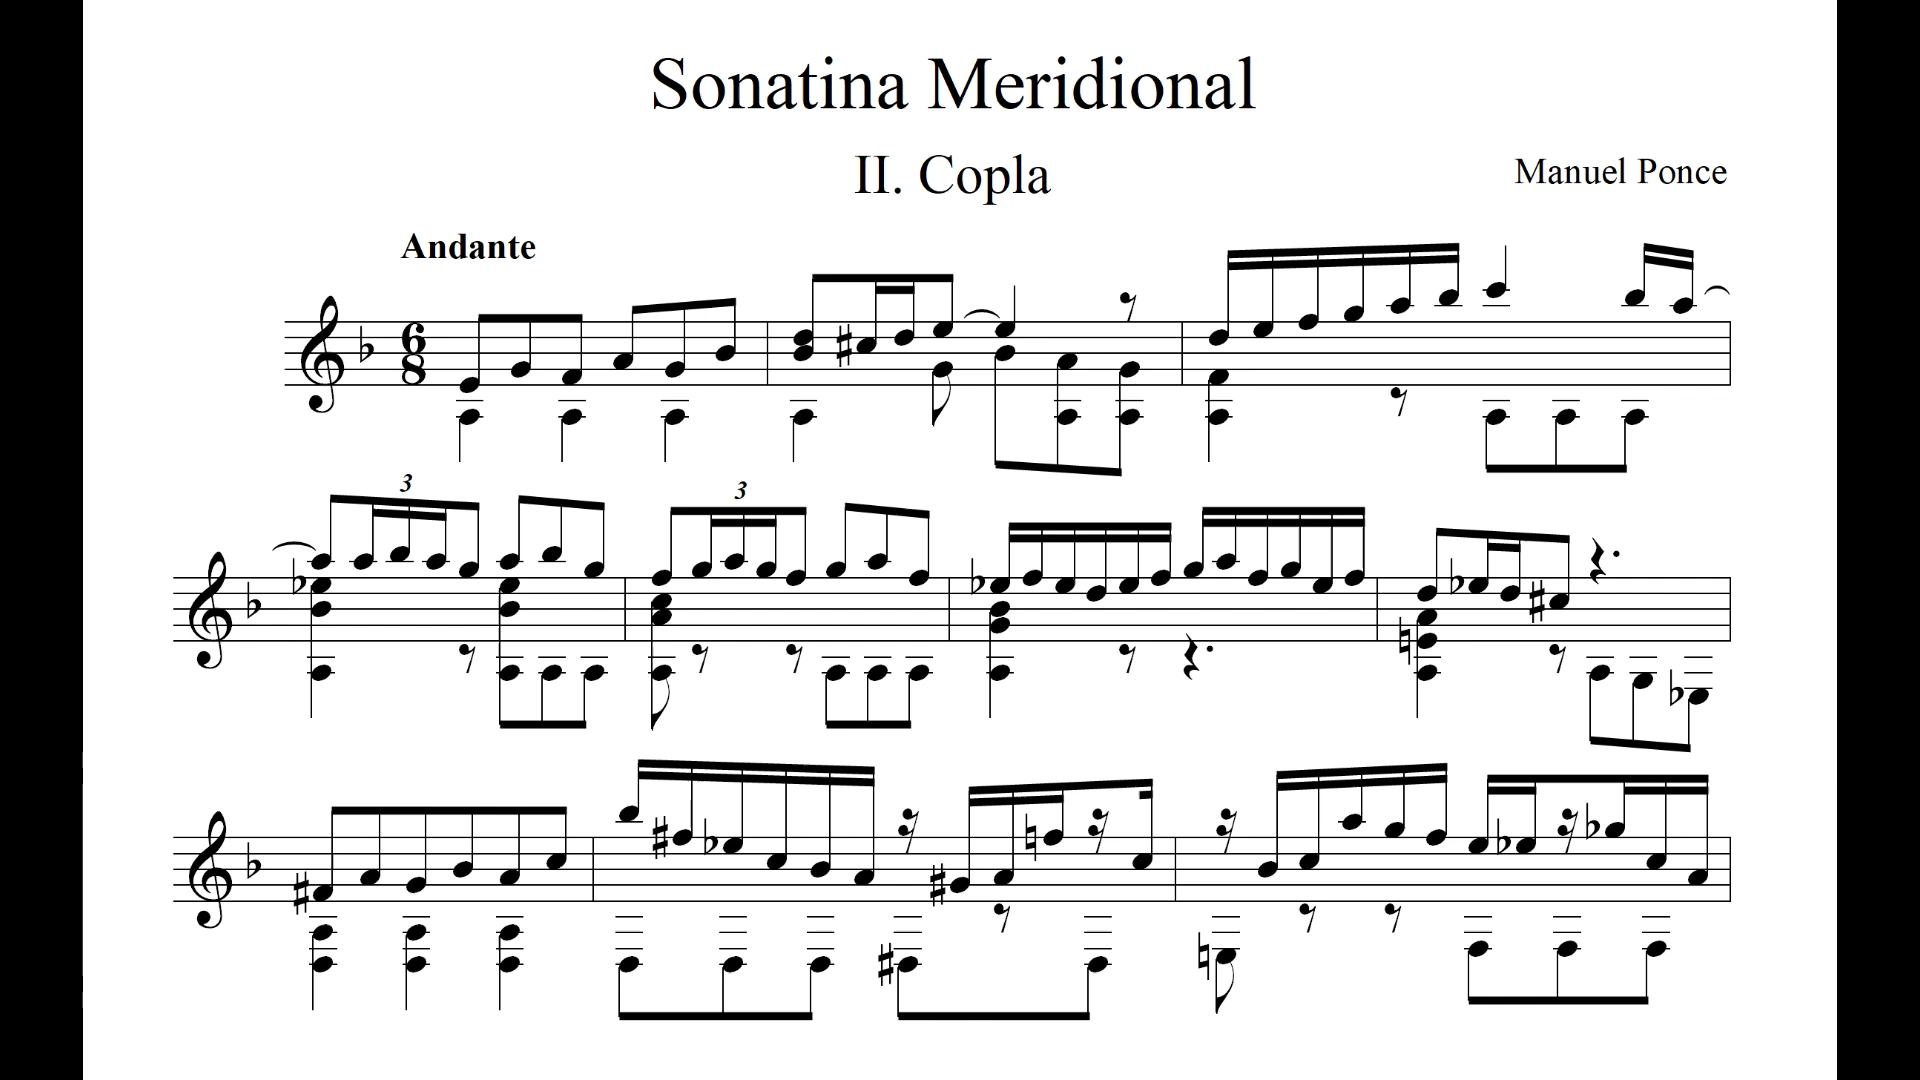 Sonatina Meridional
II. Copla
Manuel Ponce
Andante
6
8
3
3